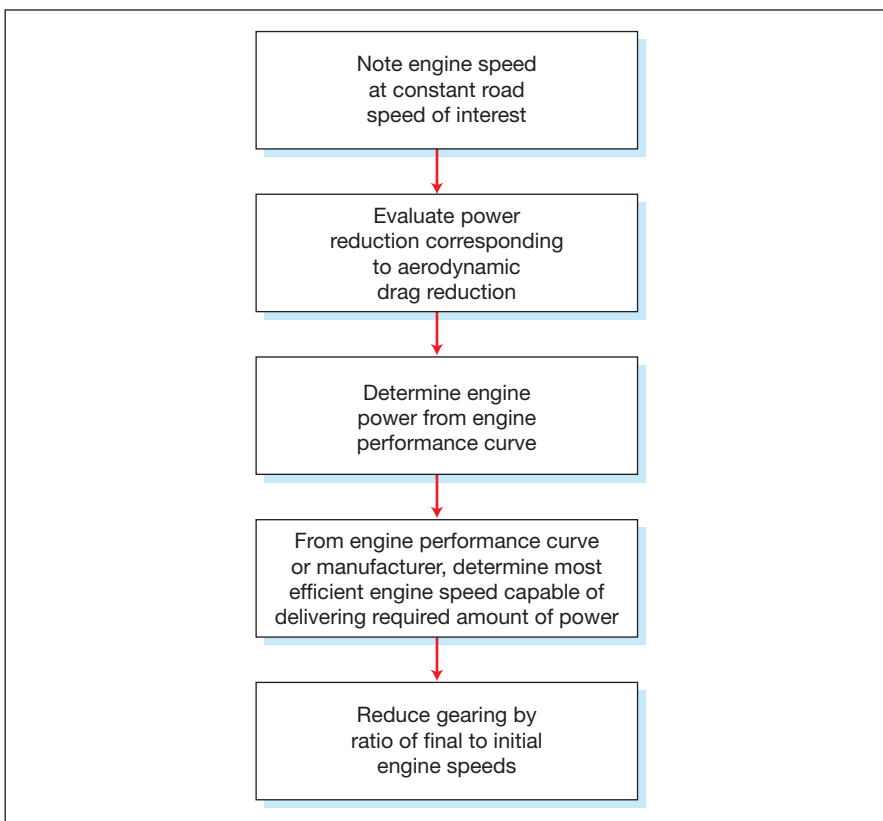 Note engine speed
at constant road
speed of interest
Evaluate power
reduction corresponding
to aerodynamic
drag reduction
Determine engine
power from engine
performance curve
From engine performance curve
or manufacturer, determine most
efficient engine speed capable of
delivering required amount of power
Reduce gearing by
ratio of final to initial
engine speeds